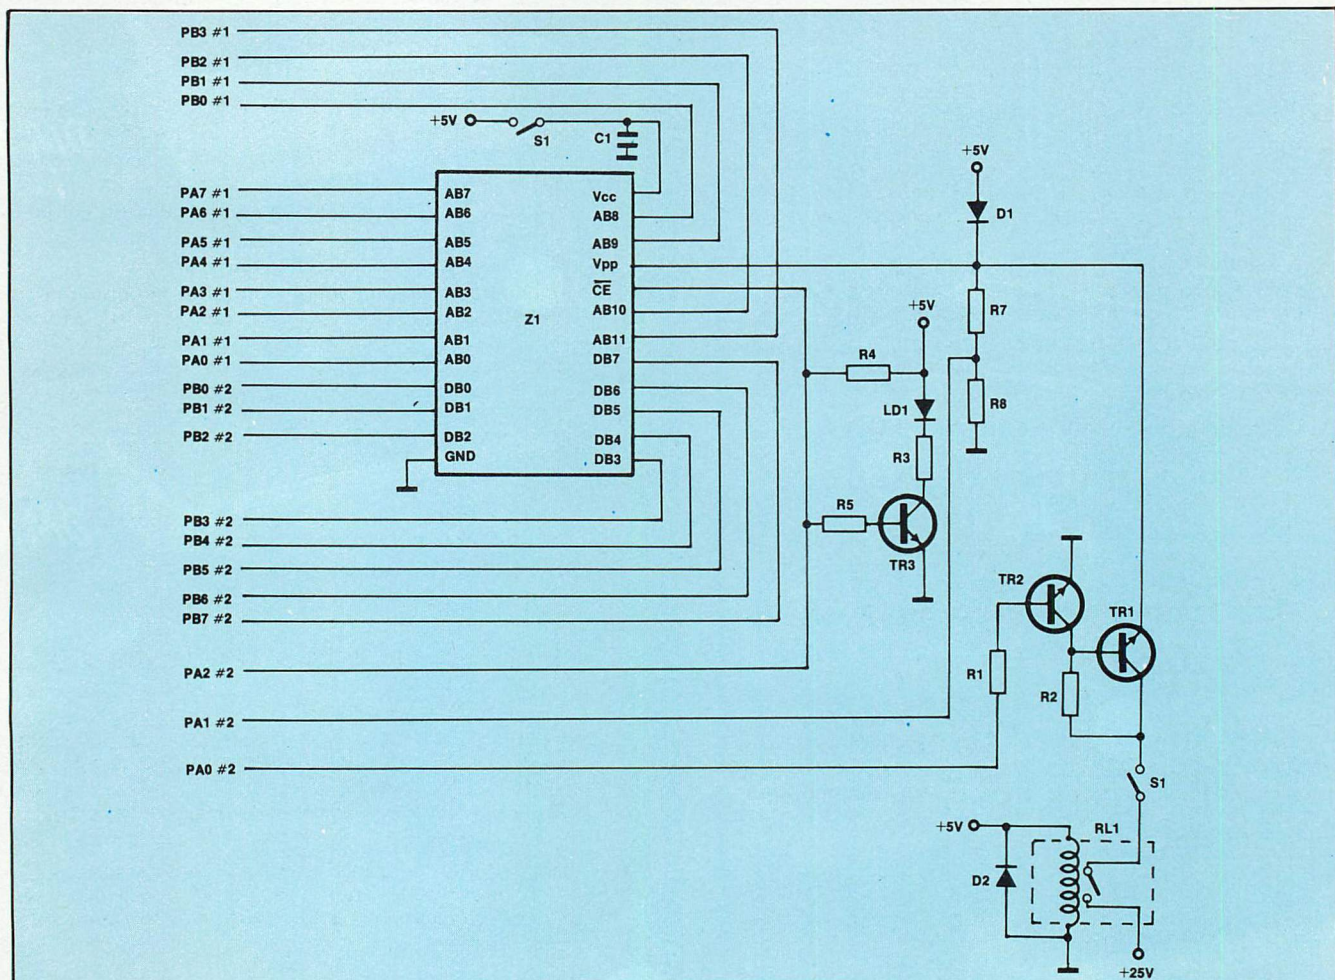 PB3 #1
PB2 #1
PB1 #1
PB0 #1
+5V
S1
C1
PA7 #1
PA6 #1
PA5 #1
PA4 #1
PA3 #1
PA2 #1
PA1 #1
PA0 #1
PB0 #2
PB1 #2
PB2 #2
AB7
AB6
AB5
AB4
AB3
AB2
AB1
AB0
DB0
DB1
DB2
GND
Z1
Vcc
AB8
AB9
Vpp
CE
AB10
AB11
DB7
DB6
DB5
DB4
DB3
+5V
D1
R7
+5V
R4
LD1
R8
R3
R5
TR3
PB3 #2
PB4 #2
PB5 #2
PB6 #2
PB7 #2
PA2 #2
PA1 #2
PA0 #2
TR2
TR1
R1
R2
S1
+5V
RL1
D2
+25V